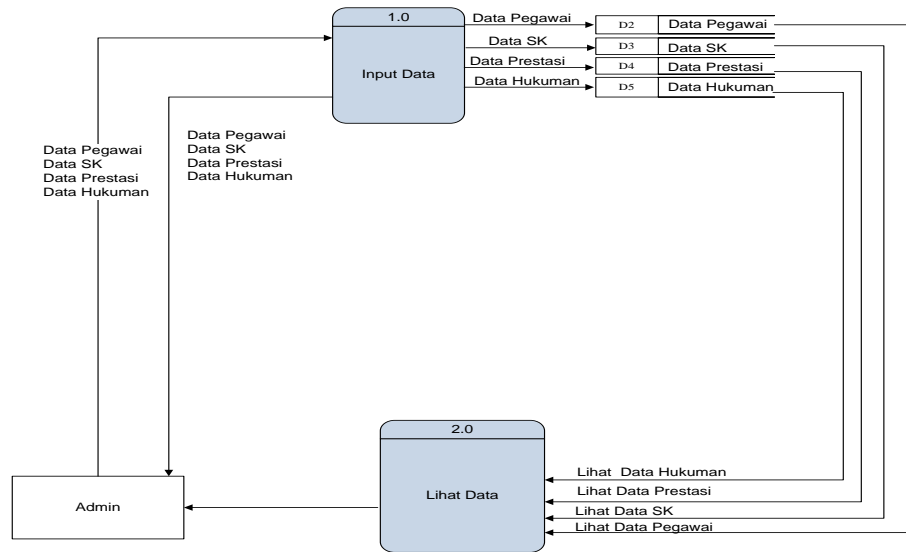 1.0
Input Data
Data Pegawai
Data SK
Data Prestasi
Data Hukuman
D2 Data Pegawai
D3 Data SK
D4 Data Prestasi
D5 Data Hukuman
Data Pegawai
Data SK
Data Prestasi
Data Hukuman
Data Pegawai
Data SK
Data Prestasi
Data Hukuman
2.0
Lihat Data
Lihat Data Hukuman
Lihat Data Prestasi
Lihat Data SK
Lihat Data Pegawai
Admin